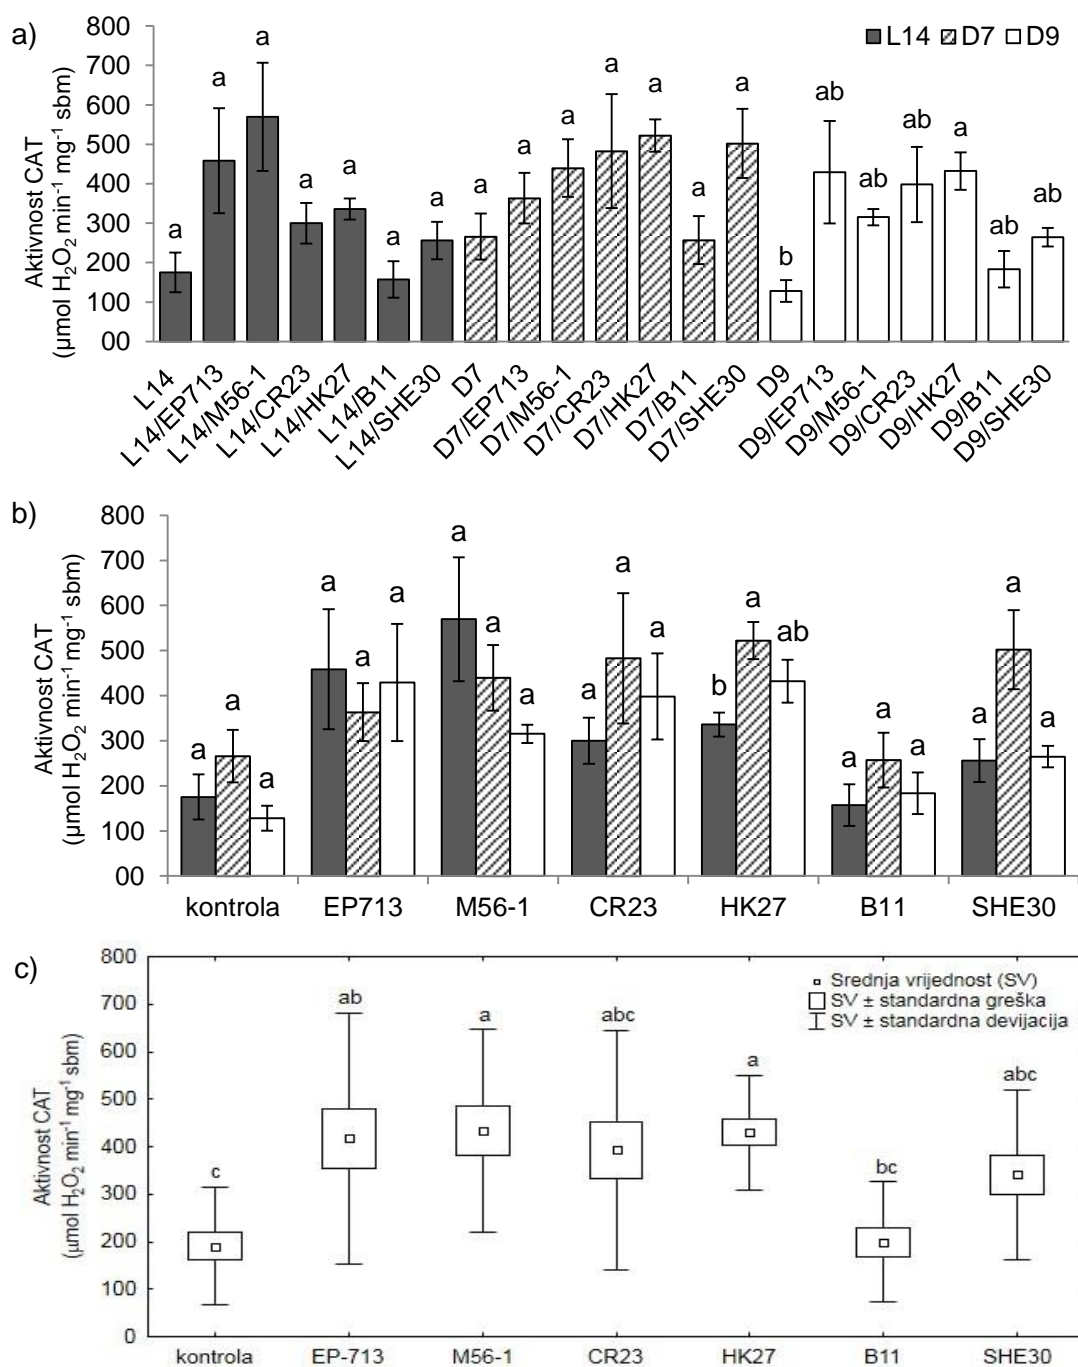 a)
Aktivnost CAT
(µmol H₂O₂ min⁻¹ mg⁻¹ sbm)
800
700
600
500
400
300
200
100
00
L14 D7 D9
a a a a a a a a a a a a a a b ab ab ab a ab ab
L14
L14/EP713
L14/M56-1
L14/CR23
L14/HK27
L14/B11
L14/SHE30
D7
D7/EP713
D7/M56-1
D7/CR23
D7/HK27
D7/B11
D7/SHE30
D9
D9/EP713
D9/M56-1
D9/CR23
D9/HK27
D9/B11
D9/SHE30
b)
Aktivnost CAT
(µmol H₂O₂ min⁻¹ mg⁻¹ sbm)
800
700
600
500
400
300
200
100
00
a a a a a a a a a a a a b a ab a a a a a a
kontrola EP713 M56-1 CR23 HK27 B11 SHE30
c)
Aktivnost CAT
(µmol H₂O₂ min⁻¹ mg⁻¹ sbm)
800
700
600
500
400
300
200
100
0
Srednja vrijednost (SV)
SV ± standardna greška
SV ± standardna devijacija
c ab a abc a bc abc
kontrola EP-713 M56-1 CR23 HK27 B11 SHE30